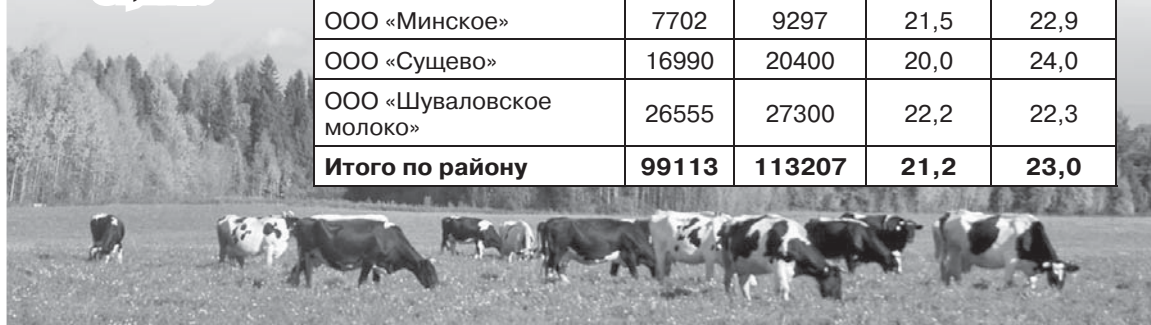 ООО «Минское» 7702 9297 21,5 22,9
ООО «Сущево» 16990 20400 20,0 24,0
ООО «Шуваловское
молоко» 26555 27300 22,2 22,3
Итого по району 99113 113207 21,2 23,0